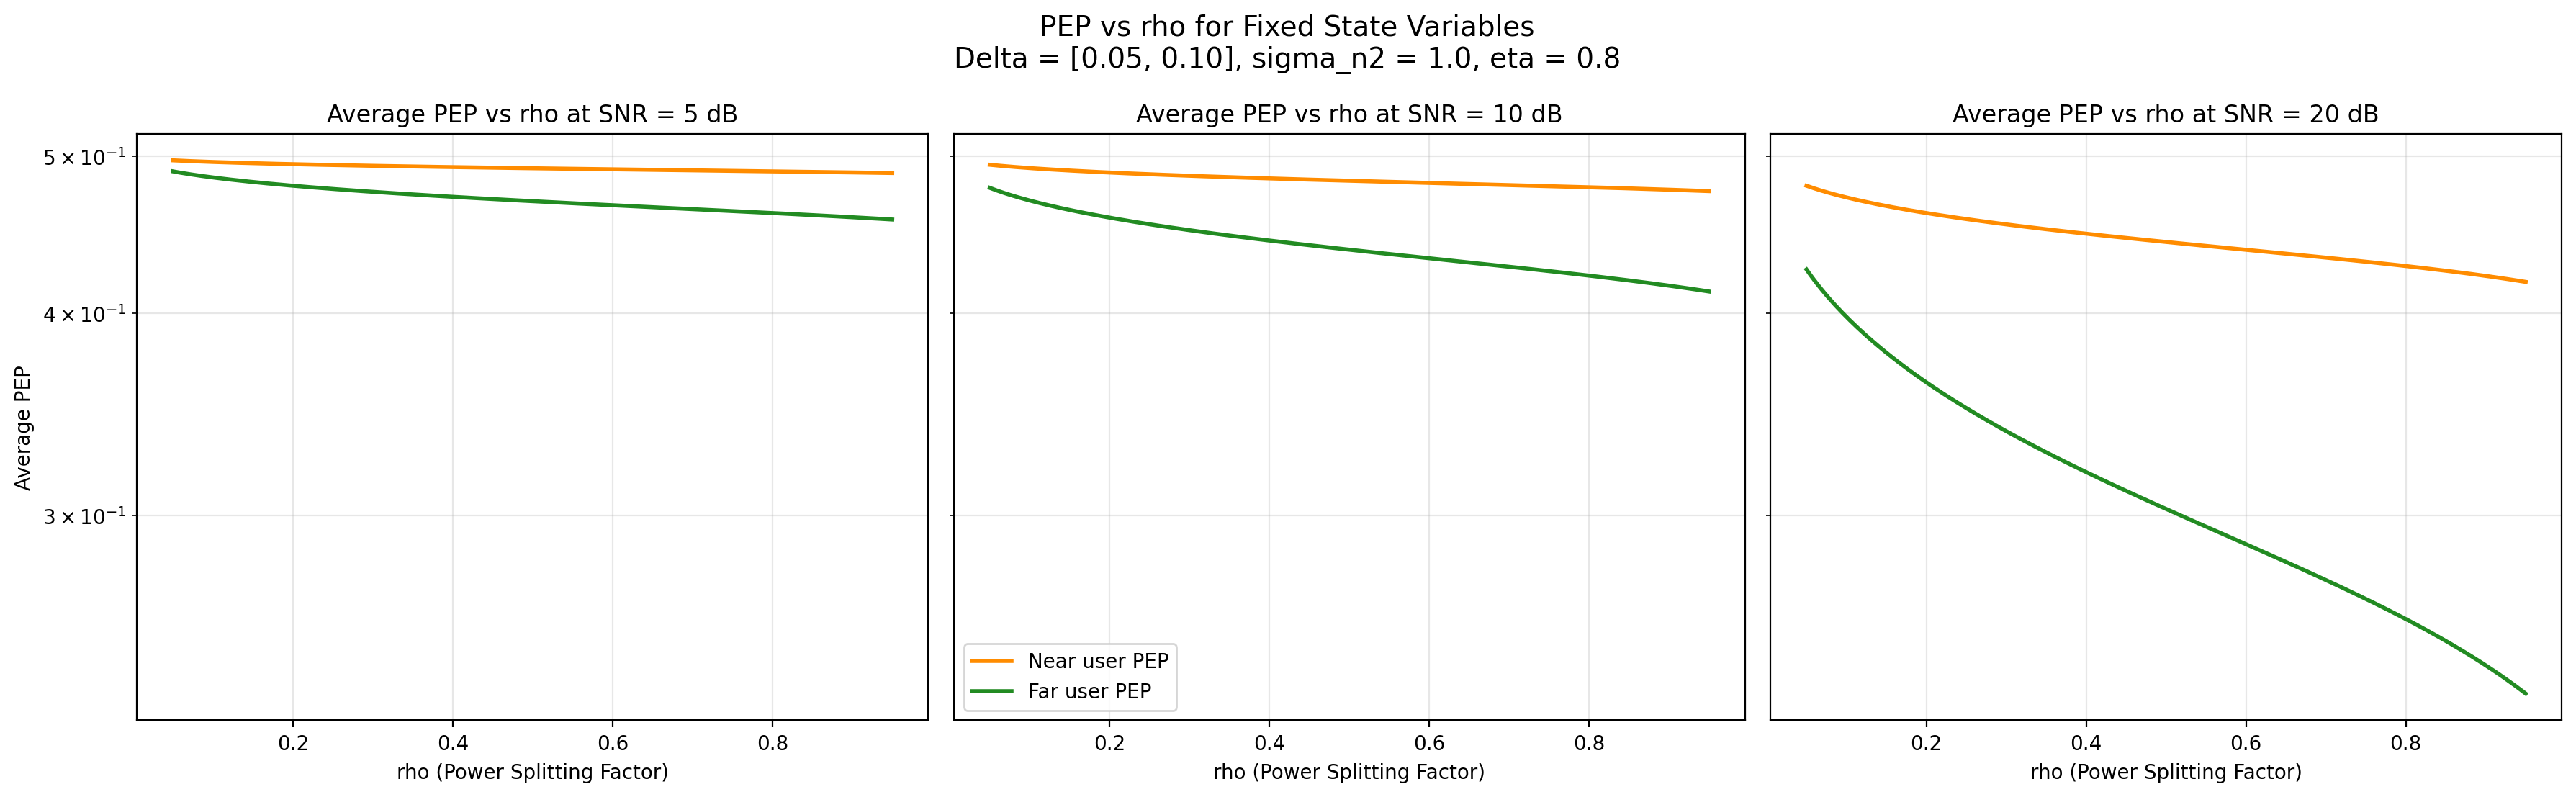 PEP vs rho for Fixed State Variables
Delta = [0.05, 0.10], sigma_n2 = 1.0, eta = 0.8
Average PEP vs rho at SNR = 5 dB
Average PEP vs rho at SNR = 10 dB
Average PEP vs rho at SNR = 20 dB
Average PEP
5 × 10⁻¹
4 × 10⁻¹
3 × 10⁻¹
0.2 0.4 0.6 0.8
rho (Power Splitting Factor)
Near user PEP
Far user PEP
0.2 0.4 0.6 0.8
rho (Power Splitting Factor)
0.2 0.4 0.6 0.8
rho (Power Splitting Factor)